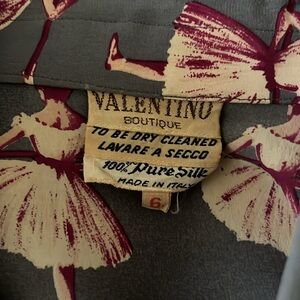 VALENTINO
BOUTIQUE
TO BE DRY CLEANED
LAVARE A SECCO
100% Pure Silk
MADE IN ITALY
6